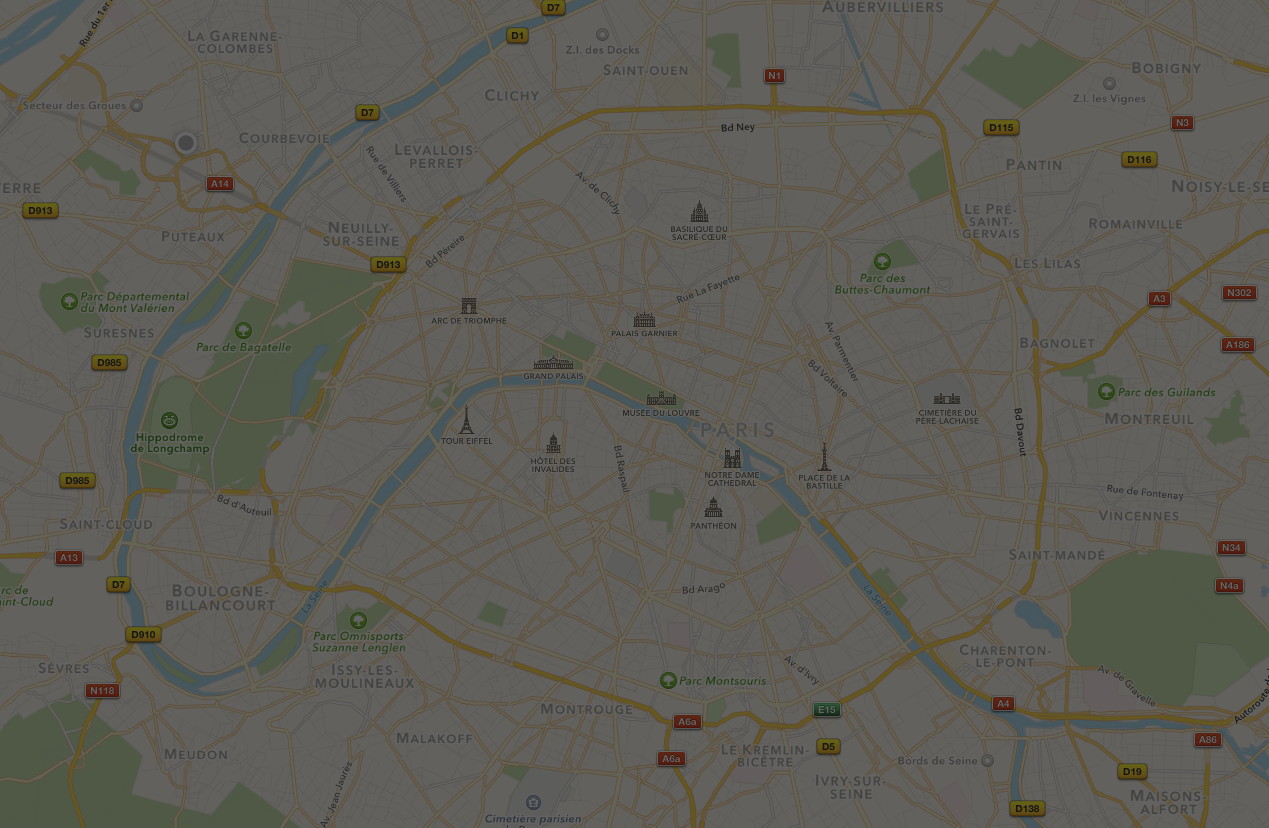 D7
AUBERVILLIERS
Rue du 1er
LA GARENNE-
COLOMBES
D1
Z.I. des Docks
SAINT-OUEN
N1
BOBIGNY
Z.I. les Vignes
CLICHY
Secteur des Groues
D7
N3
Bd Ney
D115
COURBEVOIE
LEVALLOIS-
PERRET
Rue de Villiers
D116
PANTIN
A14
Av. de Clichy
TERRE
NOISY-LE-SE
D913
LE PRÉ-
SAINT-
GERVAIS
ROMAINVILLE
BASILIQUE DU
SACRÉ-CŒUR
NEUILLY-
SUR-SEINE
PUTEAUX
Bd Péreire
D913
LES LILAS
Parc des
Buttes-Chaumont
Rue La Fayette
N302
A3
Parc Départemental
du Mont Valérien
ARC DE TRIOMPHE
PALAIS GARNIER
SURESNES
Parc de Bagatelle
Av. Parmentier
BAGNOLET
A186
D985
GRAND PALAIS
Bd Voltaire
Parc des Guilands
MUSÉE DU LOUVRE
CIMETIÈRE DU
PÈRE-LACHAISE
MONTREUIL
PARIS
Bd Davout
TOUR EIFFEL
Hippodrome
de Longchamp
HÔTEL DES
INVALIDES
Bd Raspail
NOTRE DAME
CATHEDRAL
PLACE DE LA
BASTILLE
D985
Rue de Fontenay
Bd d'Auteuil
VINCENNES
SAINT-CLOUD
PANTHÉON
A13
SAINT-MANDÉ
N34
D7
N4a
rc de
int-Cloud
BOULOGNE-
BILLANCOURT
La Seine
Bd Arago
La Seine
D910
Parc Omnisports
Suzanne Lenglen
CHARENTON-
LE-PONT
SÈVRES
ISSY-LES-
MOULINEAUX
Av. d'Ivry
Av. de Gravelle
Parc Montsouris
N118
A4
Autoroute d
MONTROUGE
E15
A6a
A86
MALAKOFF
D5
MEUDON
LE KREMLIN-
BICÊTRE
A6a
Bords de Seine
D19
IVRY-SUR-
SEINE
Av. Jean Jaurès
MAISONS-
ALFORT
D138
Cimetière parisien